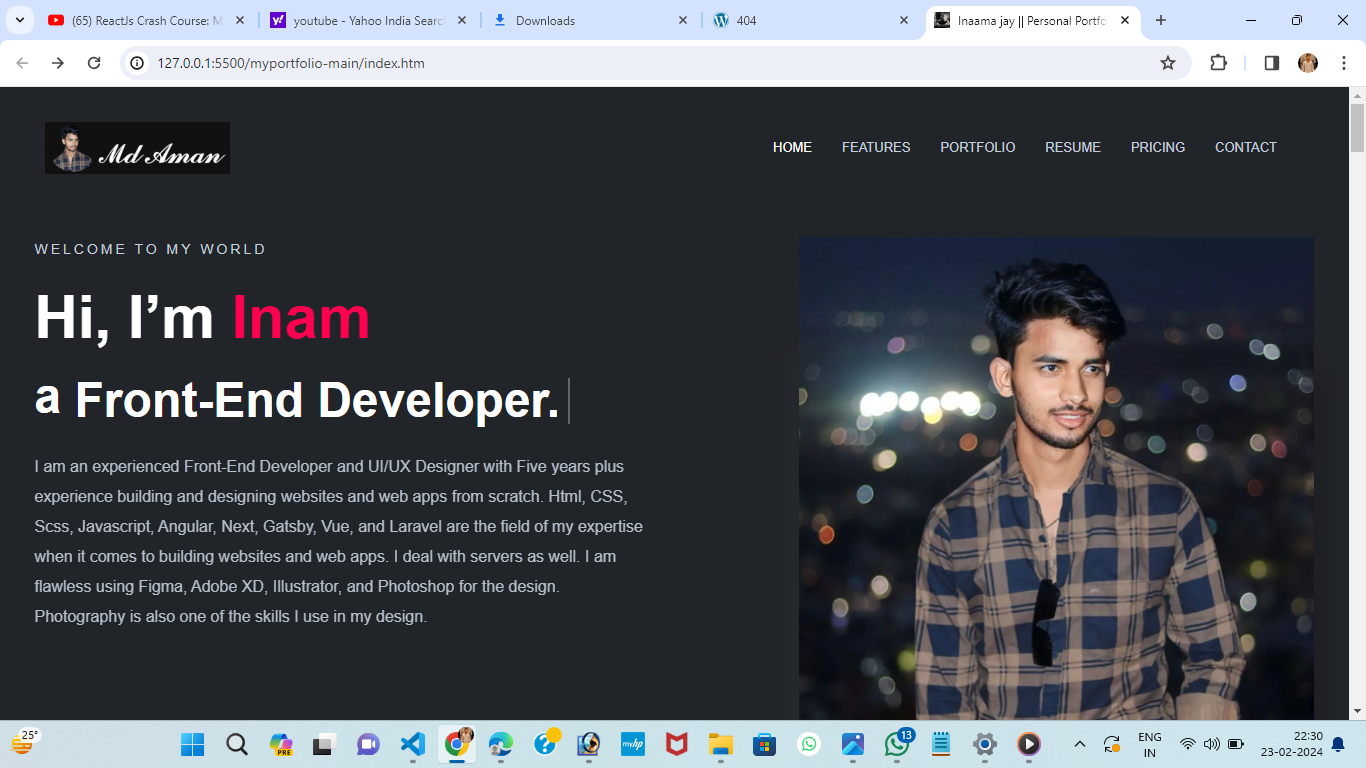 (65) ReactJs Crash Course: M
youtube - Yahoo India Searc
Downloads
404
Inaama jay || Personal Portfo
127.0.0.1:5500/myportfolio-main/index.htm
Md Aman
HOME FEATURES PORTFOLIO RESUME PRICING CONTACT
WELCOME TO MY WORLD
Hi, I’m Inam
a Front-End Developer.
I am an experienced Front-End Developer and UI/UX Designer with Five years plus
experience building and designing websites and web apps from scratch. Html, CSS,
Scss, Javascript, Angular, Next, Gatsby, Vue, and Laravel are the field of my expertise
when it comes to building websites and web apps. I deal with servers as well. I am
flawless using Figma, Adobe XD, Illustrator, and Photoshop for the design.
Photography is also one of the skills I use in my design.
25°
PRE
myhp
13
ENG
IN
22:30
23-02-2024